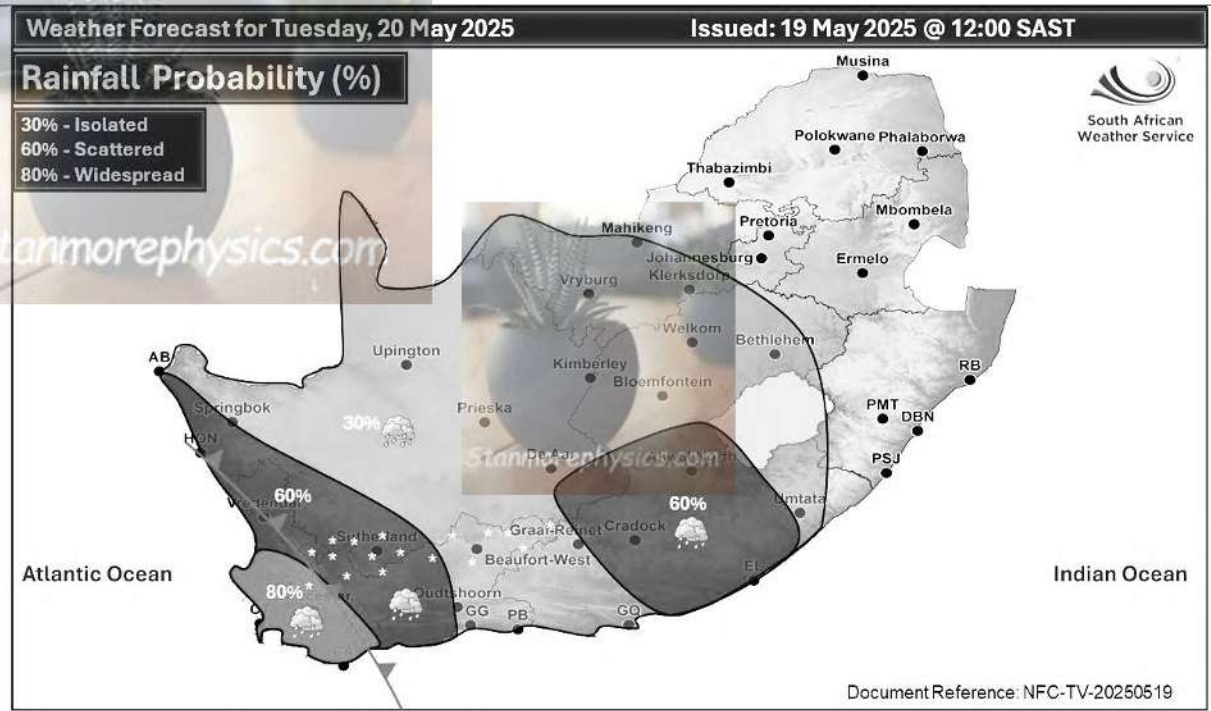 Weather Forecast for Tuesday, 20 May 2025
Issued: 19 May 2025 @ 12:00 SAST
Rainfall Probability (%)
30% - Isolated
60% - Scattered
80% - Widespread
South African
Weather Service
Stanmorephysics.com
Musina
Polokwane
Phalaborwa
Thabazimbi
Mbombela
Pretoria
Mahikeng
Johannesburg
Ermelo
Klerksdorp
Vryburg
Welkom
Bethlehem
Upington
AB
Kimberley
RB
Bloemfontein
Springbok
30%
Prieska
PMT
DBN
HON
De Aar
Stanmorephysics.com
PSJ
60%
Vredendal
60%
Umtata
Sutherland
Graaf-Reinet
Cradock
Beaufort-West
Atlantic Ocean
EL
Indian Ocean
80%
Oudtshoorn
GG
PB
GQ
Document Reference: NFC-TV-20250519